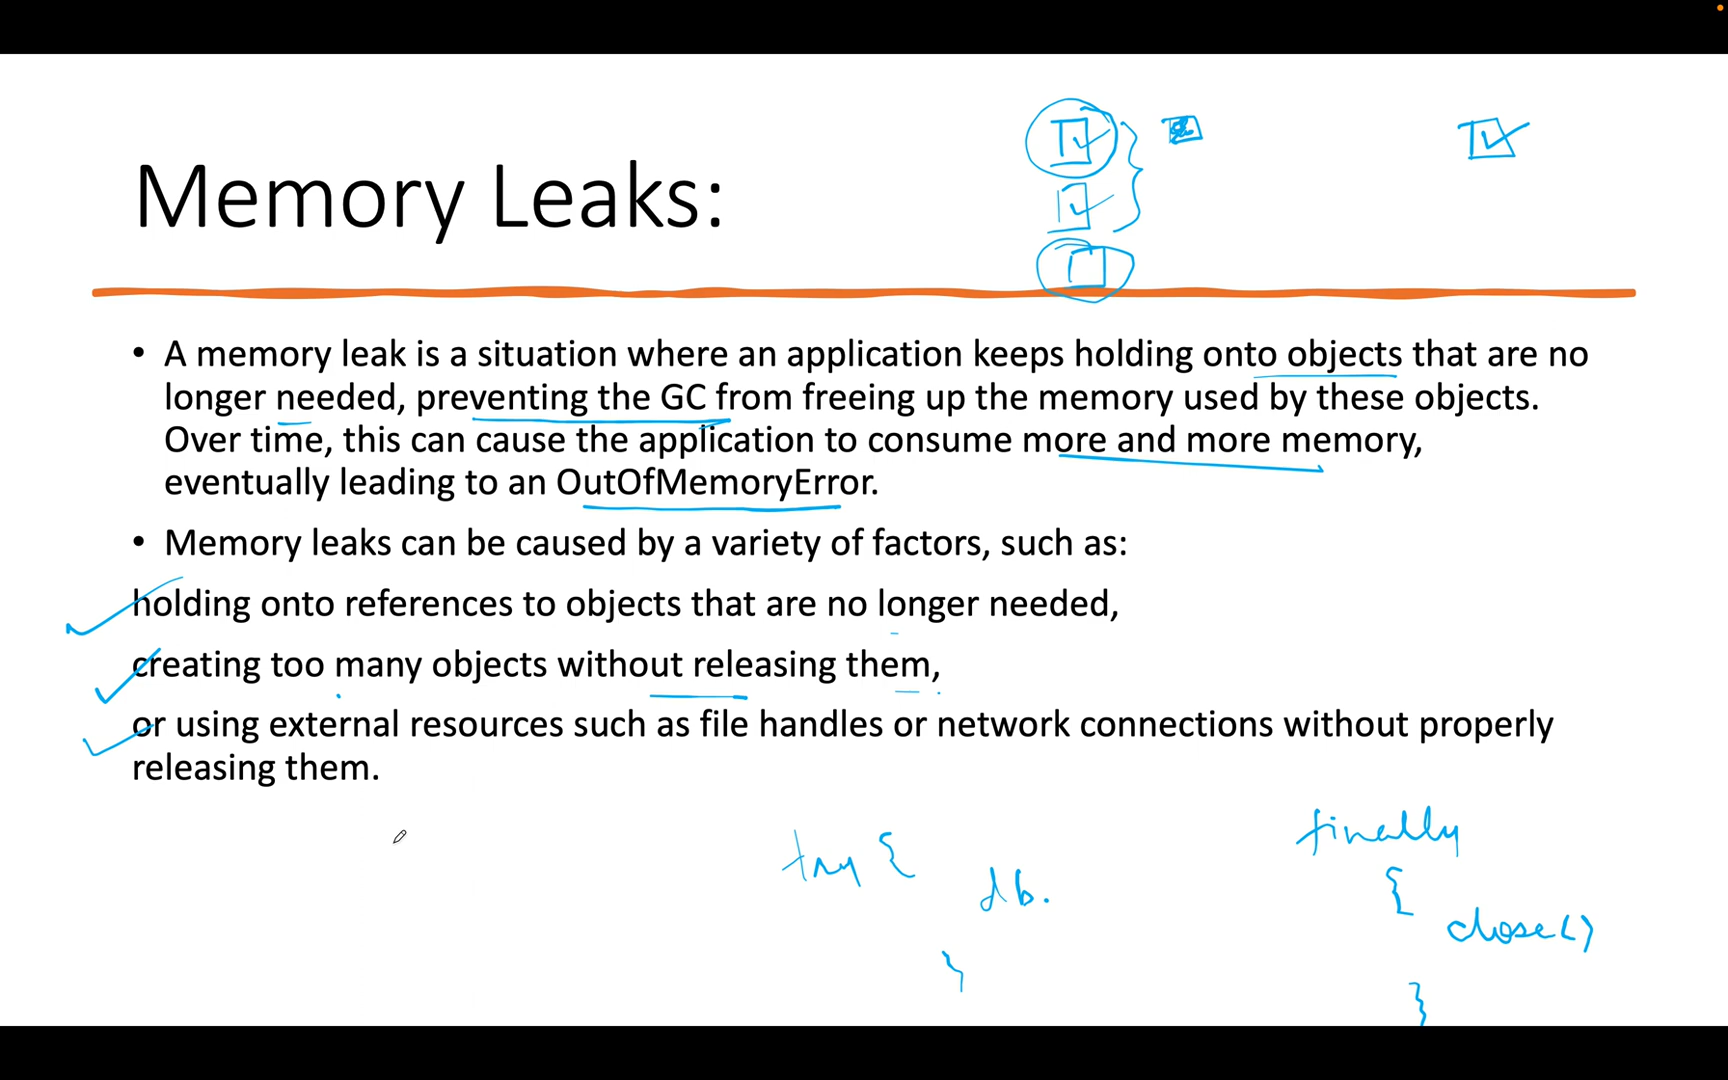 Memory Leaks:
• A memory leak is a situation where an application keeps holding onto objects that are no
longer needed, preventing the GC from freeing up the memory used by these objects.
Over time, this can cause the application to consume more and more memory,
eventually leading to an OutOfMemoryError.
• Memory leaks can be caused by a variety of factors, such as:
holding onto references to objects that are no longer needed,
creating too many objects without releasing them,
or using external resources such as file handles or network connections without properly
releasing them.
try {
db.
}
finally
{
close()
}